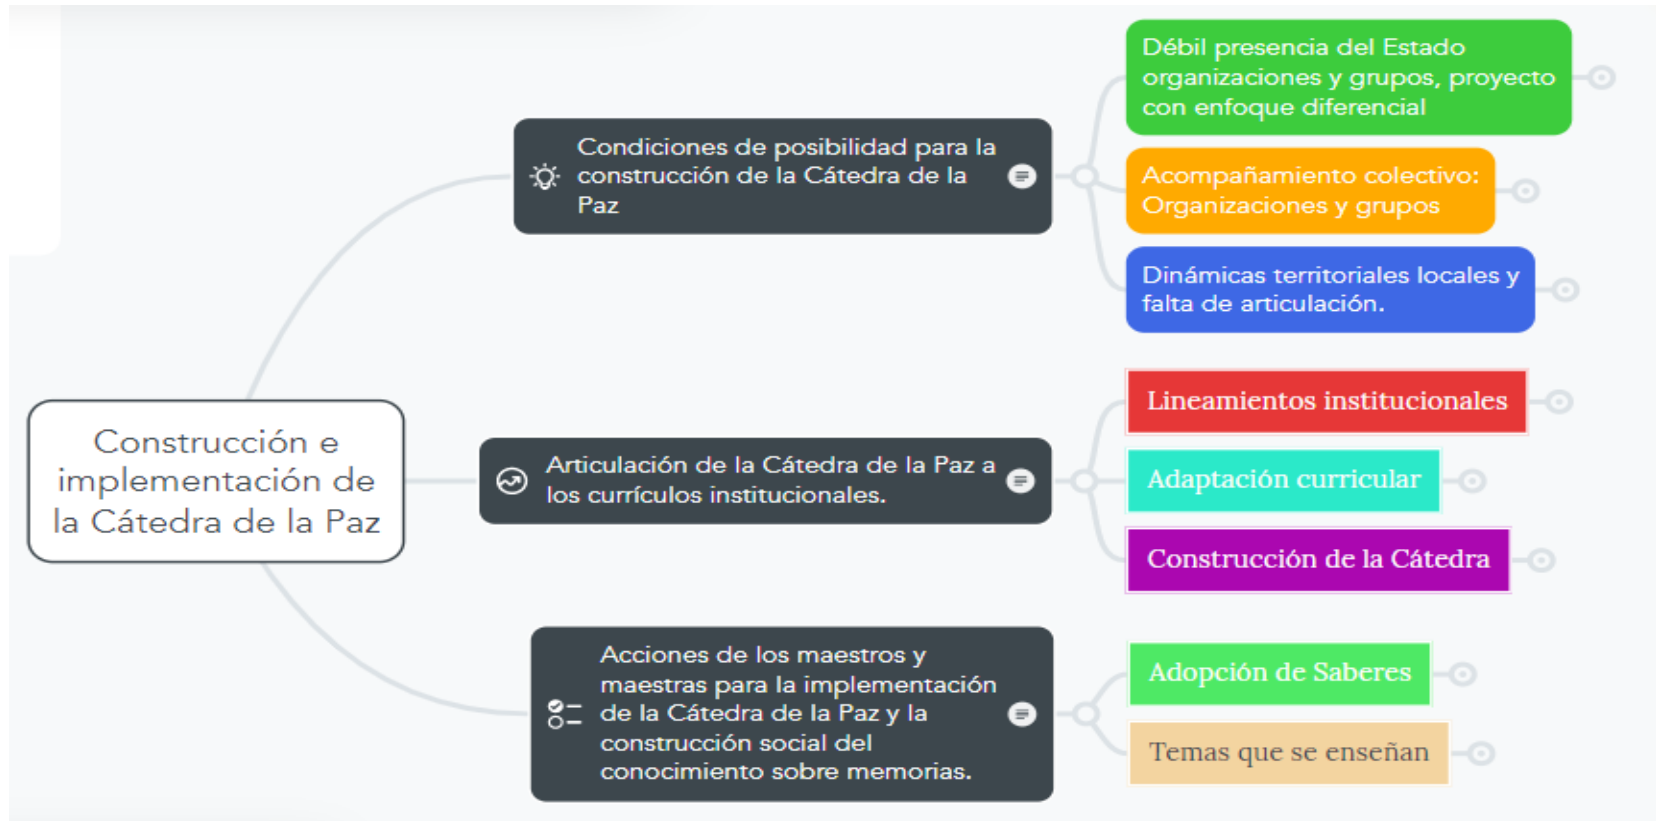 Construcción e
implementación de
la Cátedra de la Paz
Condiciones de posibilidad para la
construcción de la Cátedra de la
Paz
Débil presencia del Estado
organizaciones y grupos, proyecto
con enfoque diferencial
Acompañamiento colectivo:
Organizaciones y grupos
Dinámicas territoriales locales y
falta de articulación.
Articulación de la Cátedra de la Paz a
los currículos institucionales.
Lineamientos institucionales
Adaptación curricular
Construcción de la Cátedra
Acciones de los maestros y
maestras para la implementación
de la Cátedra de la Paz y la
construcción social del
conocimiento sobre memorias.
Adopción de Saberes
Temas que se enseñan